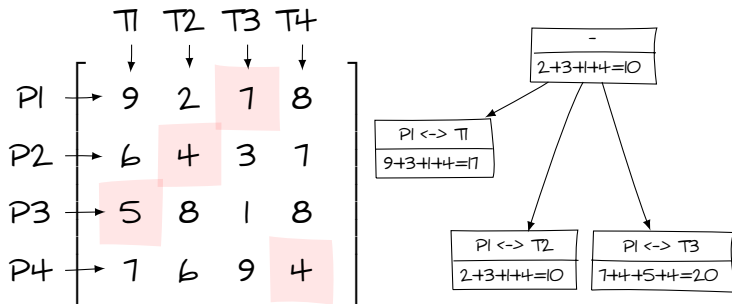 T1 T2 T3 T4
P1 9 2 7 8
P2 6 4 3 7
P3 5 8 1 8
P4 7 6 9 4
-
2+3+1+4=10
P1 <-> T1
9+3+1+4=17
P1 <-> T2
2+3+1+4=10
P1 <-> T3
7+4+5+4=20